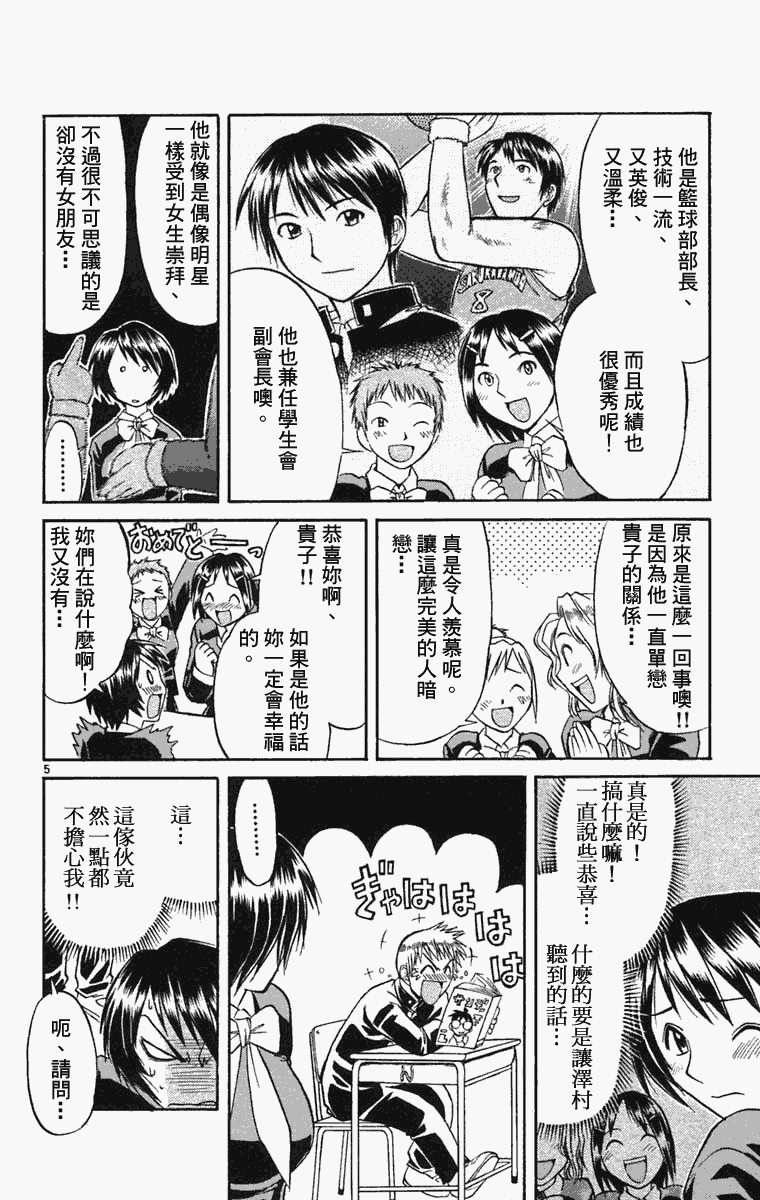 他是籃球部部長、
技術一流、
又英俊、
又溫柔…
而且成績也
很優秀呢！
SAKURAZUKA
8
他也兼任學生會
副會長噢。
他就像是偶像明星
一樣受到女生崇拜、
不過很不可思議的是
卻沒有女朋友…
………
原來是這麼一回事噢!!
是因為他一直單戀
貴子的關係…
真是令人羨慕呢。
讓這麼完美的人暗
戀…
恭喜妳啊、
貴子!!
如果是他的話
妳一定會幸福
的。
おめでとーっ
妳們在說什麼啊！
我又沒有…
5
真是的！
搞什麼嘛！
一直說些恭喜…
什麼的要是讓澤村
聽到的話…
ぎゃはははは
………
這…
這傢伙竟
然一點都
不擔心我!!
呃、請問…